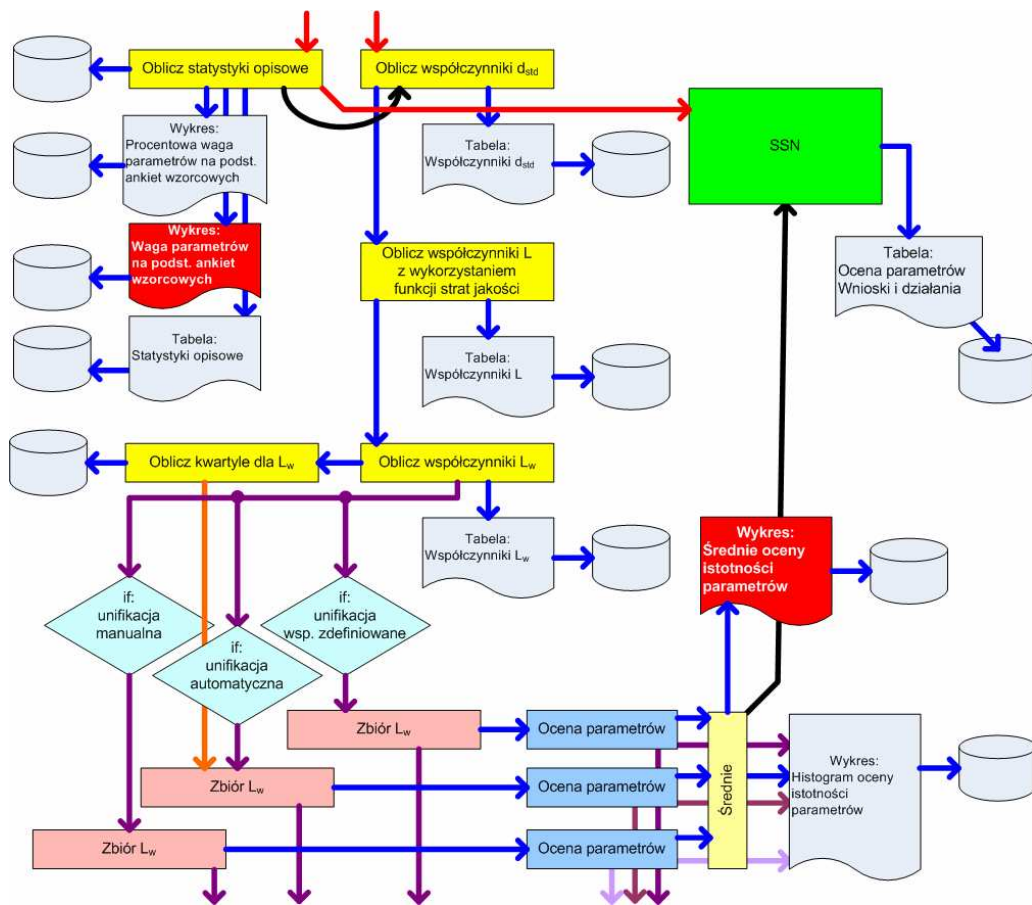 Oblicz statystyki opisowe
Oblicz współczynniki dstd
Wykres:
Procentowa waga
parametrów na podst.
ankiet wzorcowych
Tabela:
Współczynniki dstd
SSN
Wykres:
Waga parametrów
na podst. ankiet
wzorcowych
Oblicz współczynniki L
z wykorzystaniem
funkcji strat jakości
Tabela:
Ocena parametrów
Wnioski i działania
Tabela:
Statystyki opisowe
Tabela:
Współczynniki L
Oblicz kwartyle dla Lw
Oblicz współczynniki Lw
Tabela:
Współczynniki Lw
Wykres:
Średnie oceny
istotności
parametrów
if:
unifikacja
manualna
if:
unifikacja
automatyczna
if:
unifikacja
wsp. zdefiniowane
Zbiór Lw
Ocena parametrów
Zbiór Lw
Ocena parametrów
Zbiór Lw
Ocena parametrów
Średnie
Wykres:
Histogram oceny
istotności
parametrów